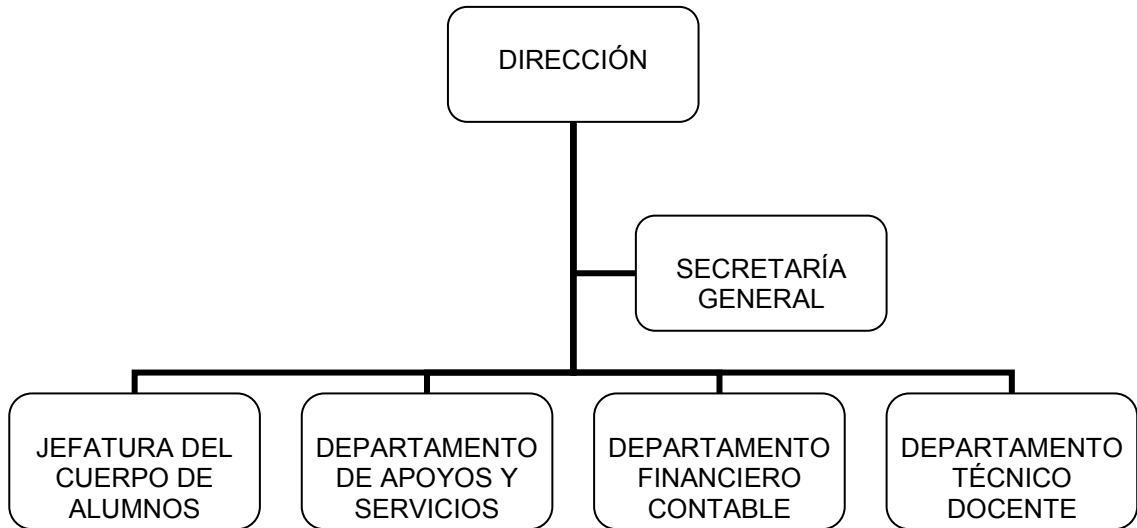 DIRECCIÓN
SECRETARÍA
GENERAL
JEFATURA DEL
CUERPO DE
ALUMNOS
DEPARTAMENTO
DE APOYOS Y
SERVICIOS
DEPARTAMENTO
FINANCIERO
CONTABLE
DEPARTAMENTO
TÉCNICO
DOCENTE